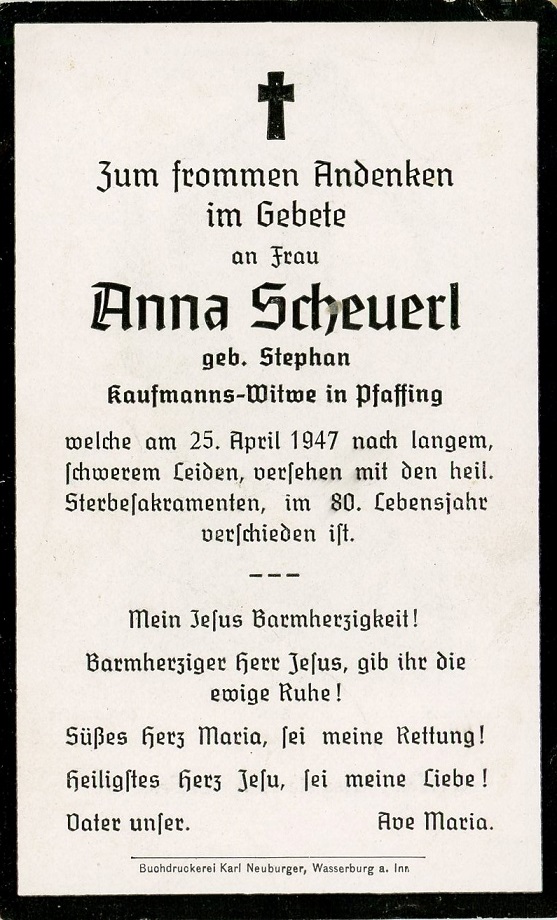 Zum frommen Andenken
im Gebete
an Frau
Anna Scheuerl
geb. Stephan
Kaufmanns-Witwe in Pfaffing
welche am 25. April 1947 nach langem,
schwerem Leiden, versehen mit den heil.
Sterbesakramenten, im 80. Lebensjahr
verschieden ist.
---
Mein Jesus Barmherzigkeit!
Barmherziger Herr Jesus, gib ihr die
ewige Ruhe!
Süßes Herz Maria, sei meine Rettung!
Heiligstes Herz Jesu, sei meine Liebe!
Vater unser. Ave Maria.
Buchdruckerei Karl Neuburger, Wasserburg a. Inn